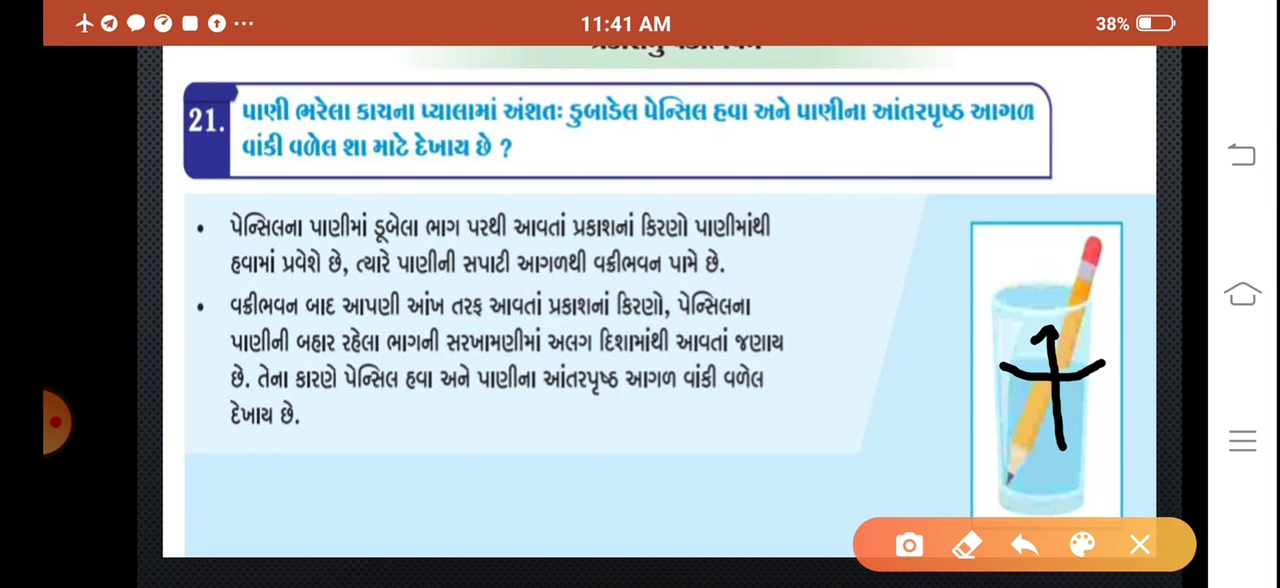 11:41 AM
38%
21. પાણી ભરેલા કાચના પ્યાલામાં અંશતઃ ડુબાડેલ પેન્સિલ હવા અને પાણીના આંતરપૃષ્ઠ આગળ
વાંકી વળેલ શા માટે દેખાય છે ?
• પેન્સિલના પાણીમાં ડૂબેલા ભાગ પરથી આવતાં પ્રકાશનાં કિરણો પાણીમાંથી
હવામાં પ્રવેશે છે, ત્યારે પાણીની સપાટી આગળથી વક્રીભવન પામે છે.
• વક્રીભવન બાદ આપણી આંખ તરફ આવતાં પ્રકાશનાં કિરણો, પેન્સિલના
પાણીની બહાર રહેલા ભાગની સરખામણીમાં અલગ દિશામાંથી આવતાં જણાય
છે. તેના કારણે પેન્સિલ હવા અને પાણીના આંતરપૃષ્ઠ આગળ વાંકી વળેલ
દેખાય છે.